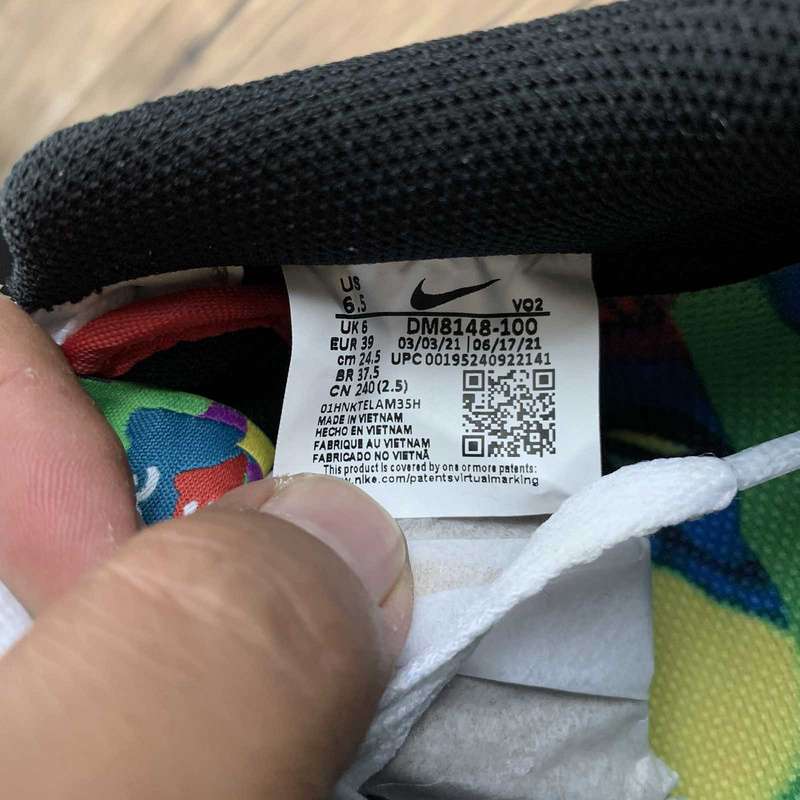 US
6.5
VO2
UK 6
DM8148-100
EUR 39
03/03/21 | 06/17/21
cm 24.5
UPC 00195240922141
BR 37.5
CN 240 (2.5)
01HNKTELAM35H
MADE IN VIETNAM
HECHO EN VIETNAM
FABRIQUE AU VIETNAM
FABRICADO NO VIETNÃ
This product is covered by one or more patents:
.nike.com/patentsvirtualmarking